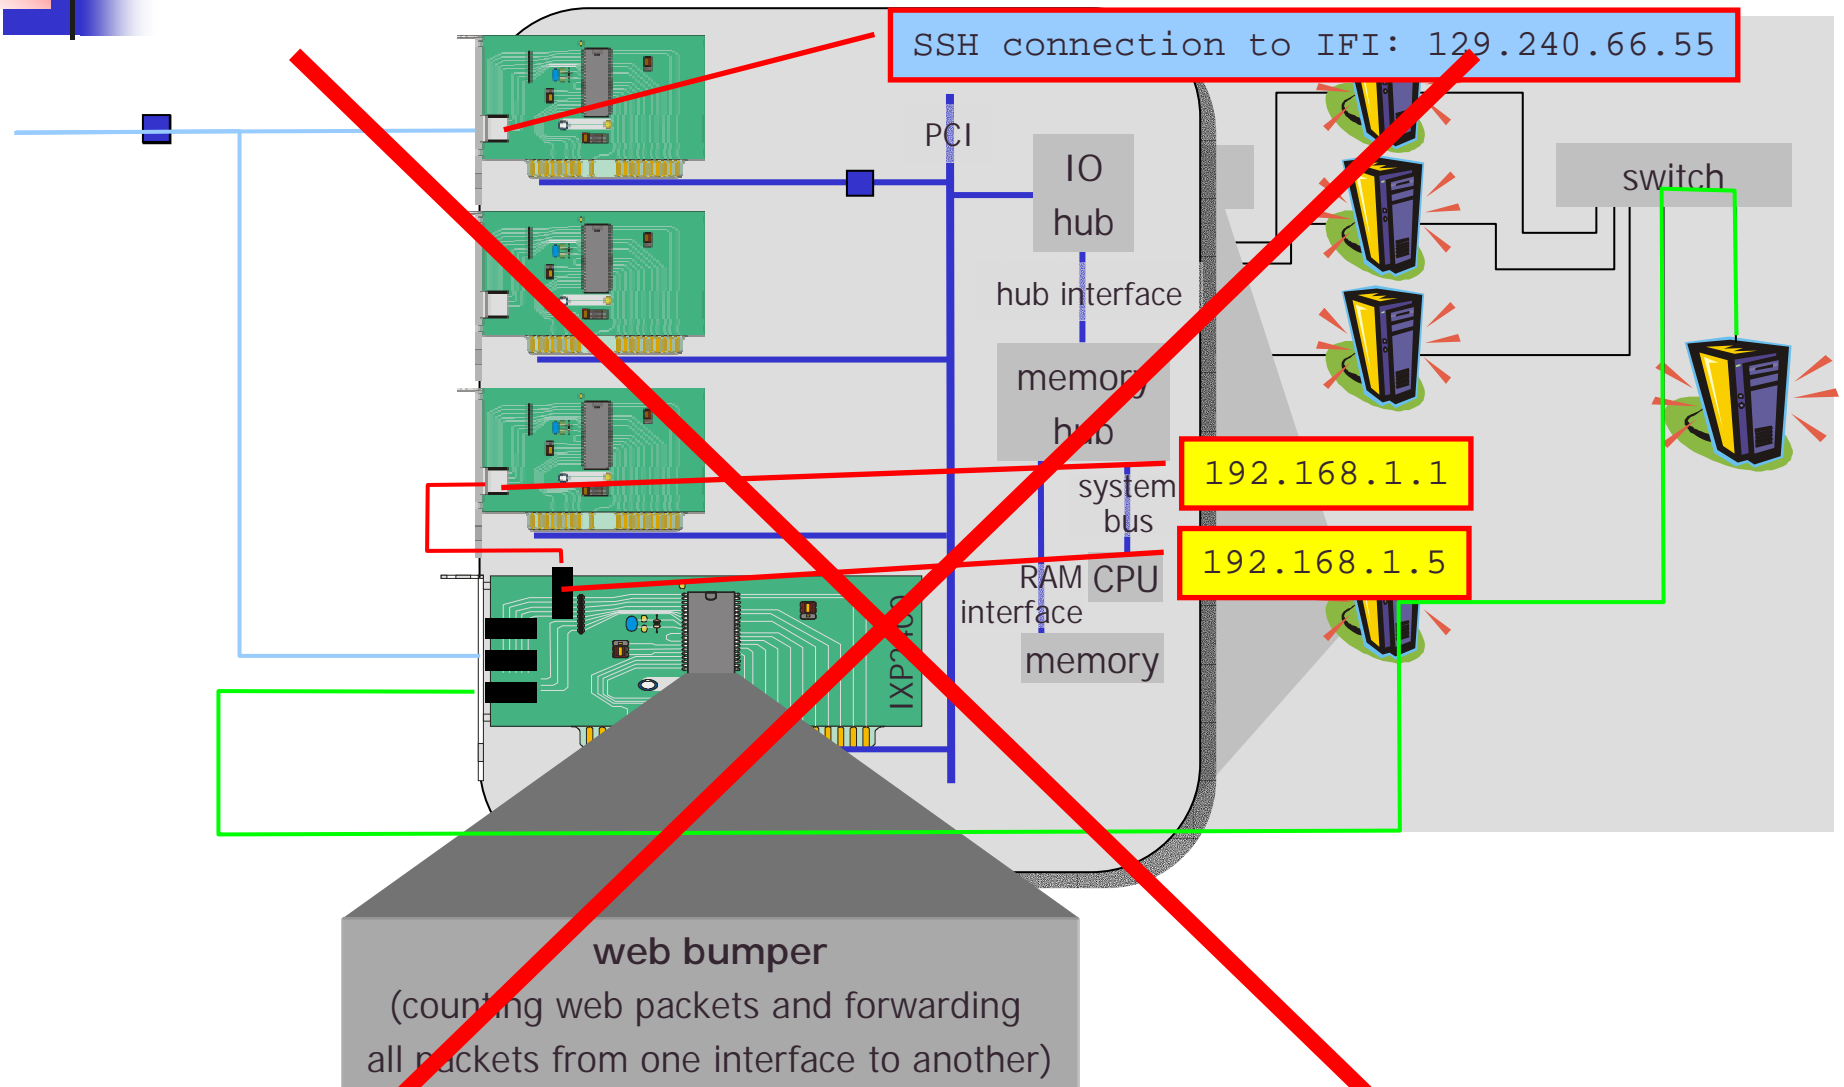 SSH connection to IFI: 129.240.66.55
PCI
IO
hub
switch
hub interface
memory
hub
192.168.1.1
system
bus
192.168.1.5
RAM
interface
CPU
memory
web bumper
(counting web packets and forwarding
all packets from one interface to another)